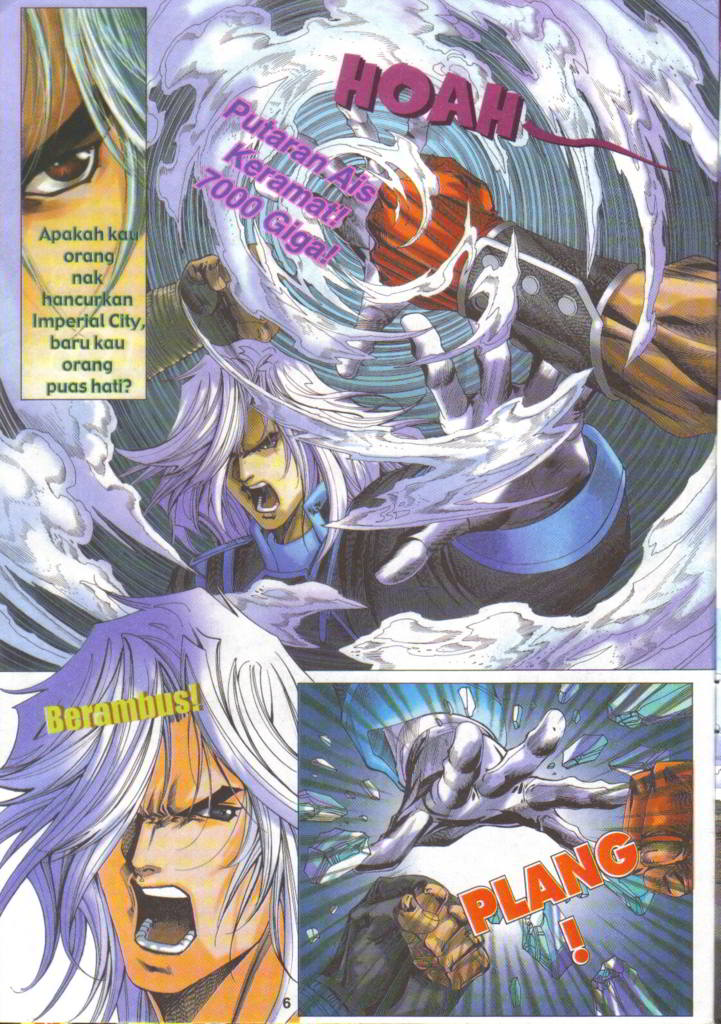 HOAH
Putaran Ais
Keramat!
7000 Giga!
Apakah kau
orang
nak
hancurkan
Imperial City,
baru kau
orang
puas hati?
Berambus!
PLANG
!
6